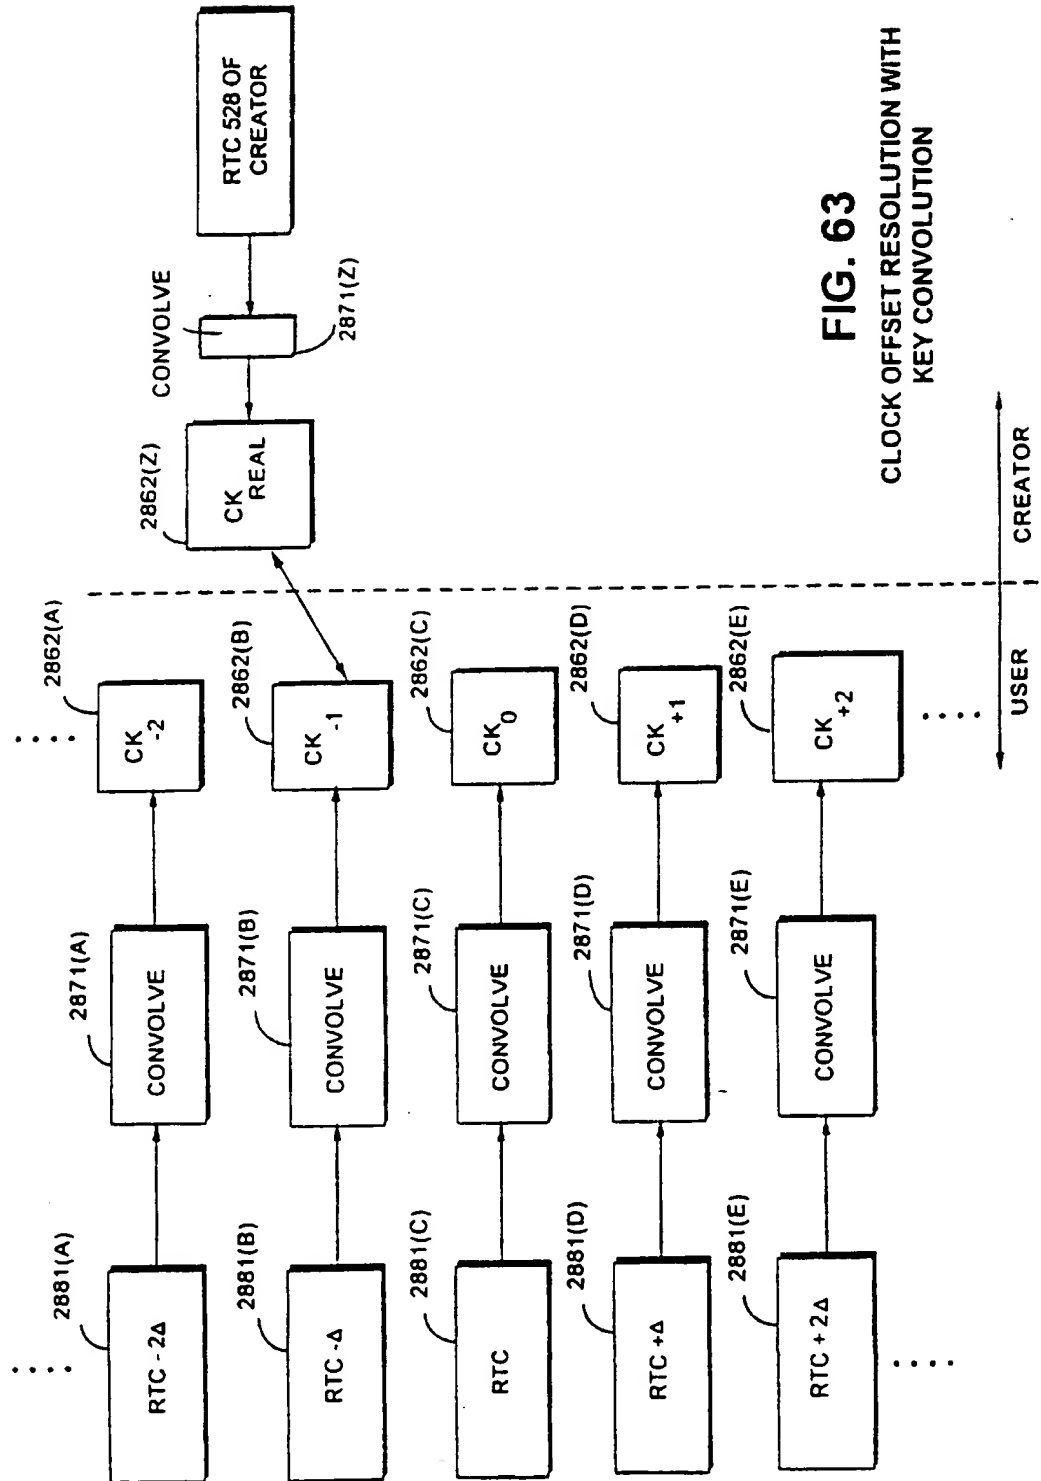 2881(A)
RTC - 2Δ
2871(A)
CONVOLVE
2862(A)
CK -2
2881(B)
RTC -Δ
2871(B)
CONVOLVE
2862(B)
CK -1
2862(Z)
CK REAL
CONVOLVE
2871(Z)
RTC 528 OF
CREATOR
2881(C)
RTC
2871(C)
CONVOLVE
2862(C)
CK 0
2881(D)
RTC +Δ
2871(D)
CONVOLVE
2862(D)
CK +1
2881(E)
RTC + 2Δ
2871(E)
CONVOLVE
2862(E)
CK +2
USER
CREATOR
FIG. 63
CLOCK OFFSET RESOLUTION WITH
KEY CONVOLUTION